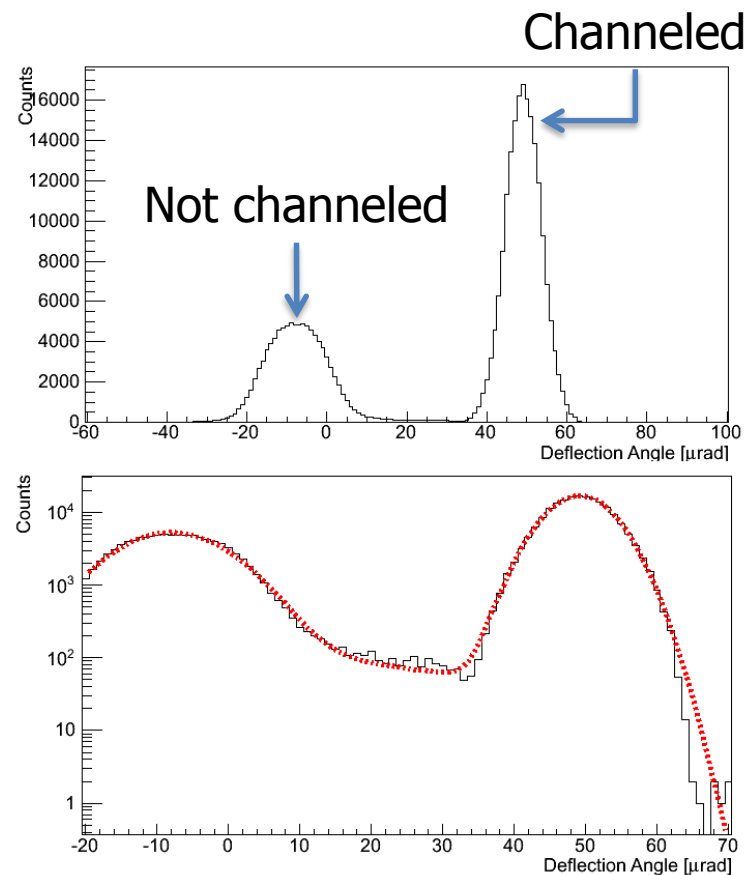 Channeled
Counts
16000
14000
12000
Not channeled
10000
8000
6000
4000
2000
0
-60 -40 -20 0 20 40 60 80 100
Deflection Angle [μrad]
Counts
10⁴
10³
10²
10
1
-20 -10 0 10 20 30 40 50 60 70
Deflection Angle [μrad]